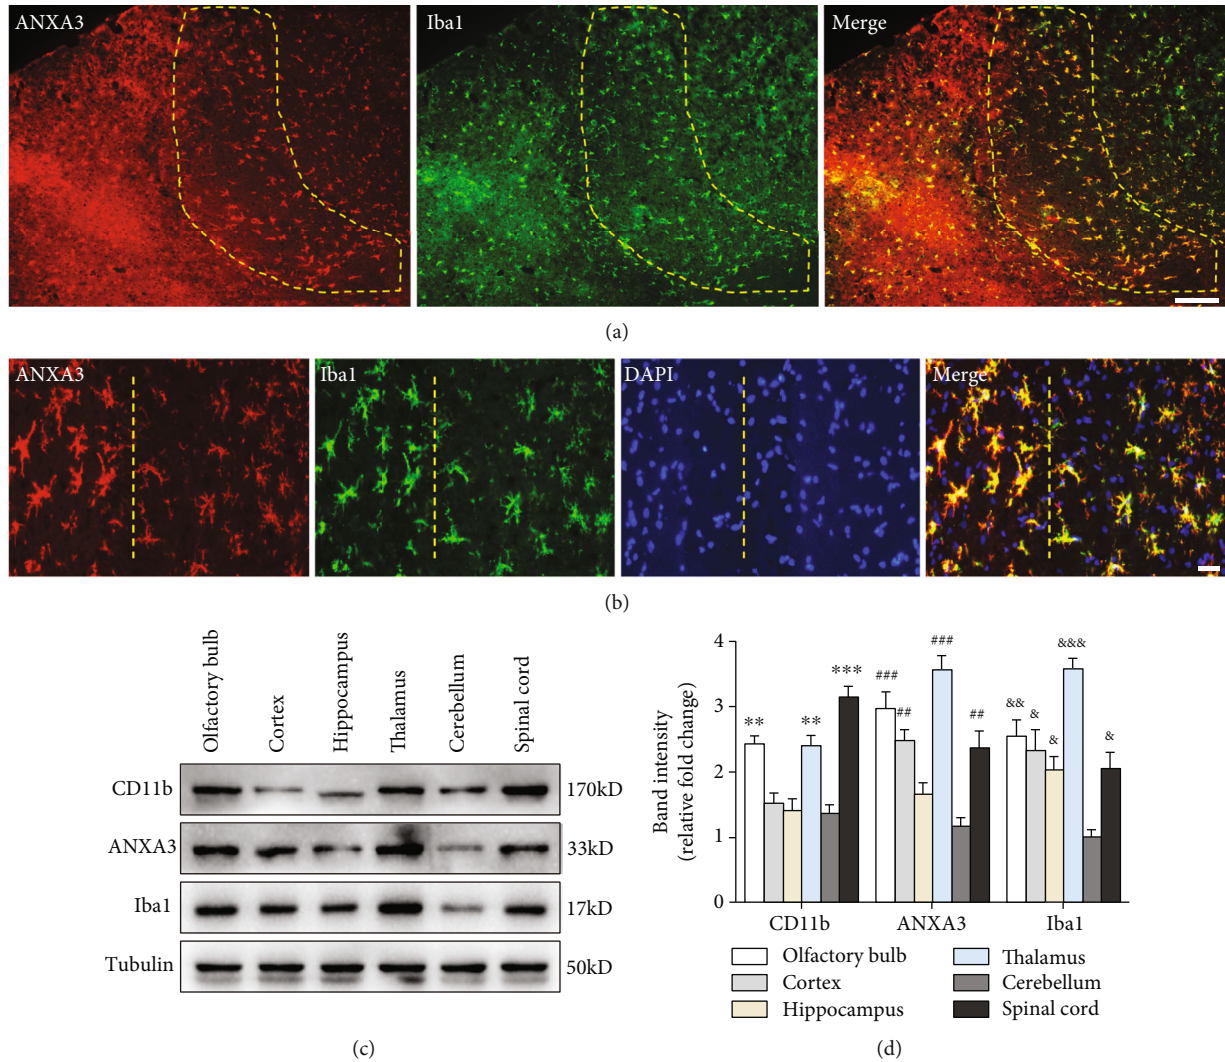 ANXA3 Iba1 Merge
(a)
ANXA3 Iba1 DAPI Merge
(b)
Olfactory bulb
Cortex
Hippocampus
Thalamus
Cerebellum
Spinal cord
CD11b 170kD
ANXA3 33kD
Iba1 17kD
Tubulin 50kD
(c)
Band intensity
(relative fold change)
4
3
2
1
0
** ** ***
### ## ### ##
&& & & &&& &
CD11b ANXA3 Iba1
Olfactory bulb
Cortex
Hippocampus
Thalamus
Cerebellum
Spinal cord
(d)